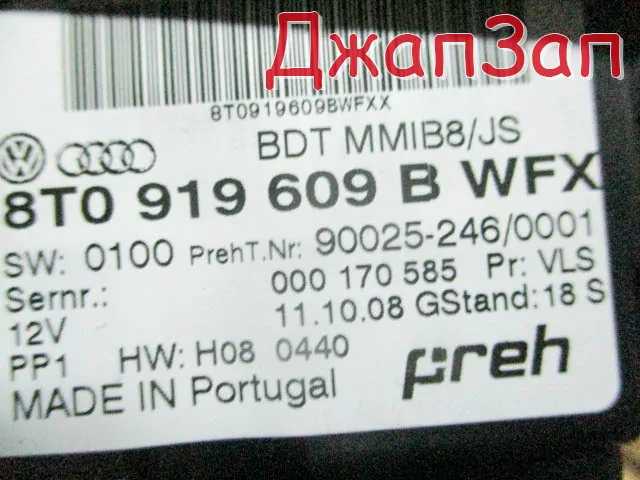 ДжапЗап
8T0919609BWFXX
BDT MMIB8/JS
8T0 919 609 B WFX
SW: 0100 PrehT.Nr: 90025-246/0001
Sernr.: 000 170 585 Pr: VLS
12V 11.10.08 GStand: 18 S
PP1 HW: H08 0440
preh
MADE IN Portugal